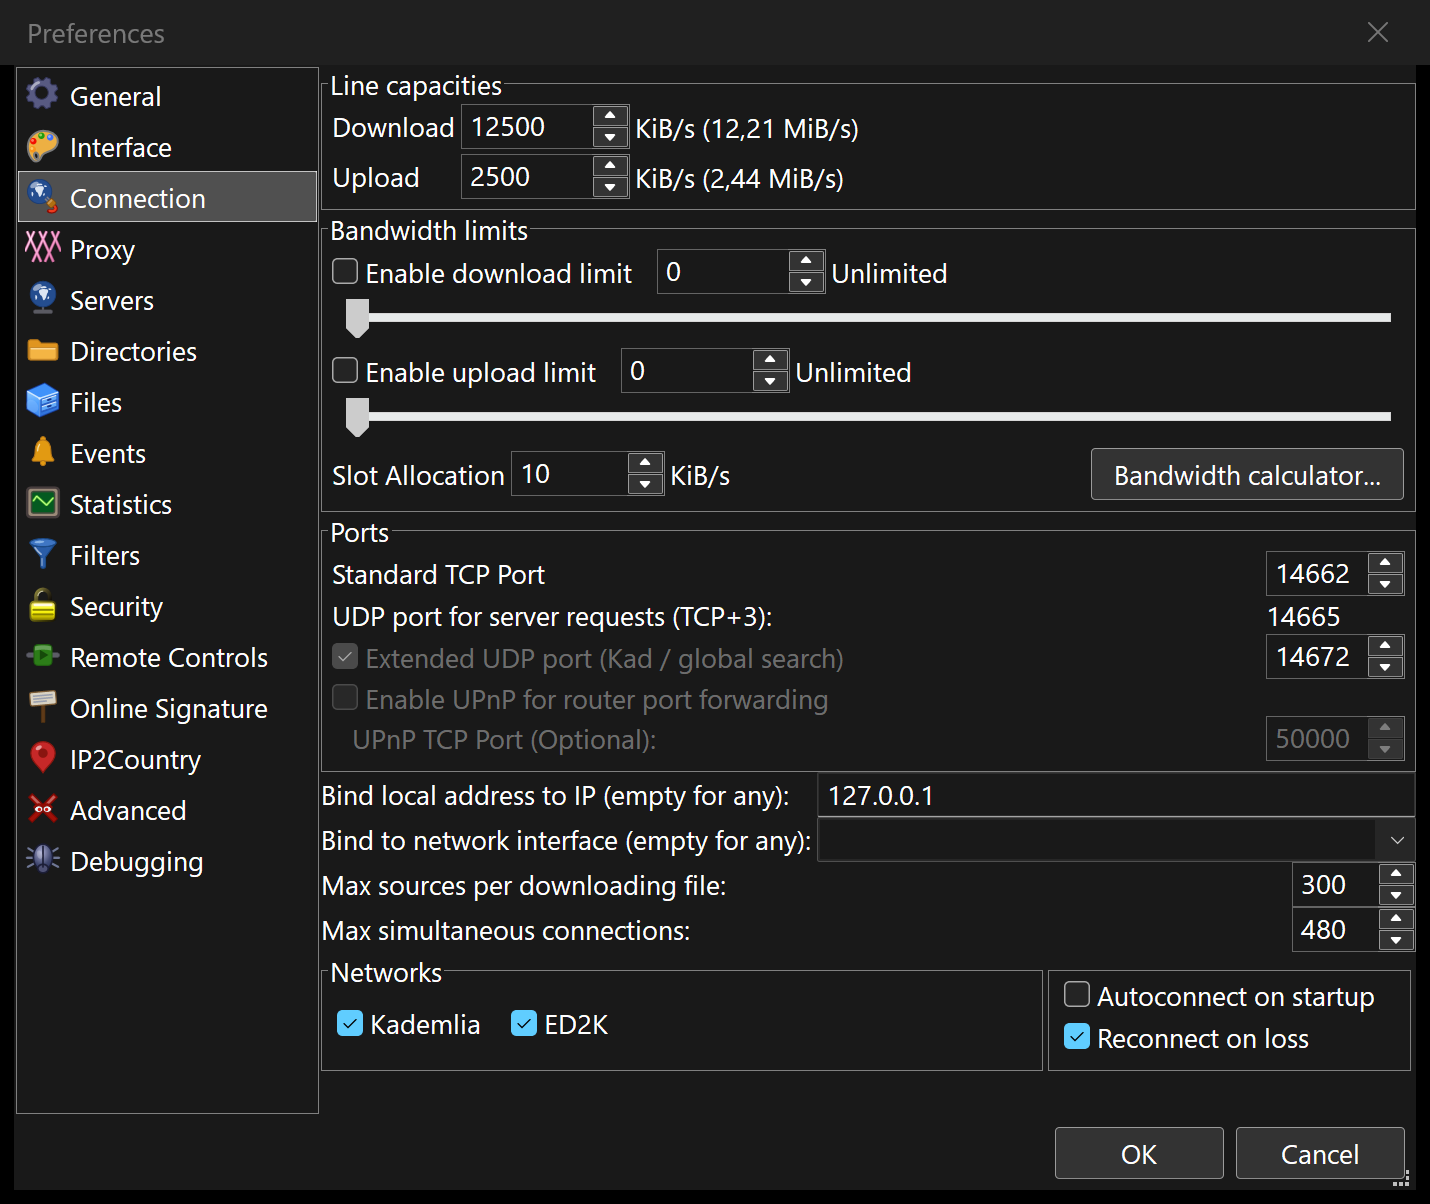 Preferences
General
Interface
Connection
Proxy
Servers
Directories
Files
Events
Statistics
Filters
Security
Remote Controls
Online Signature
IP2Country
Advanced
Debugging
Line capacities
Download 12500 KiB/s (12,21 MiB/s)
Upload 2500 KiB/s (2,44 MiB/s)
Bandwidth limits
Enable download limit 0 Unlimited
Enable upload limit 0 Unlimited
Slot Allocation 10 KiB/s Bandwidth calculator...
Ports
Standard TCP Port 14662
UDP port for server requests (TCP+3): 14665
Extended UDP port (Kad / global search) 14672
Enable UPnP for router port forwarding
UPnP TCP Port (Optional): 50000
Bind local address to IP (empty for any): 127.0.0.1
Bind to network interface (empty for any):
Max sources per downloading file: 300
Max simultaneous connections: 480
Networks
Kademlia ED2K
Autoconnect on startup
Reconnect on loss
OK Cancel